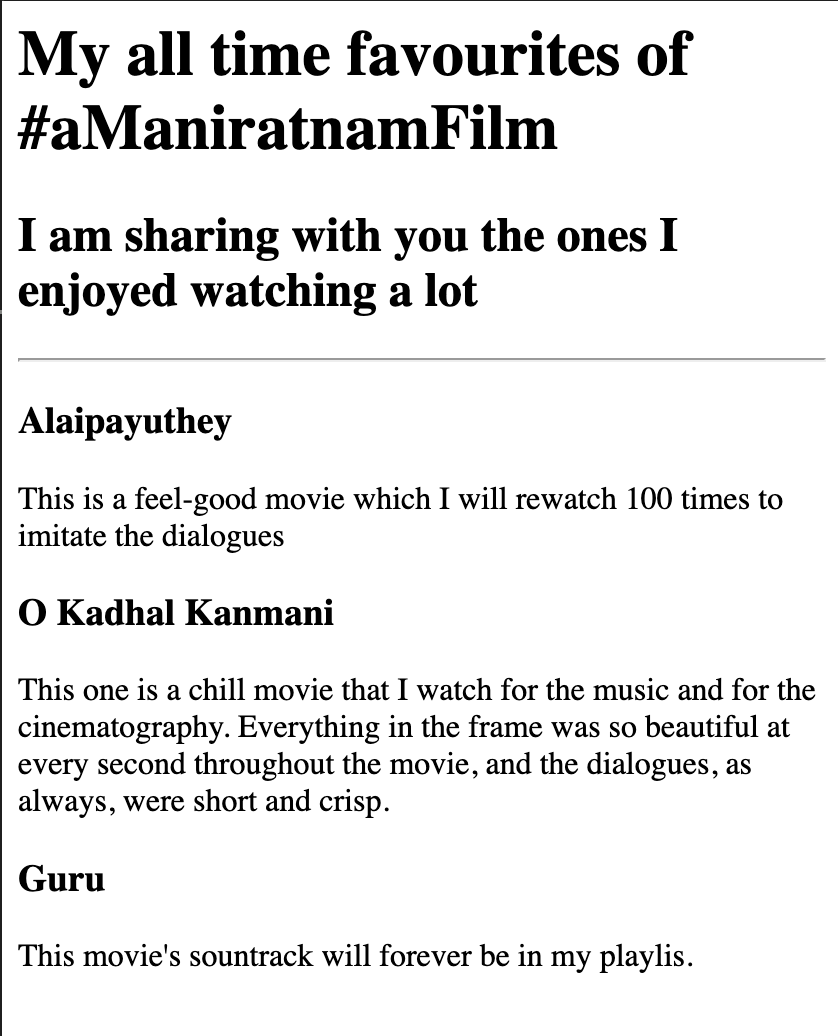 My all time favourites of
#aManiratnamFilm
I am sharing with you the ones I
enjoyed watching a lot
Alaipayuthey
This is a feel-good movie which I will rewatch 100 times to
imitate the dialogues
O Kadhal Kanmani
This one is a chill movie that I watch for the music and for the
cinematography. Everything in the frame was so beautiful at
every second throughout the movie, and the dialogues, as
always, were short and crisp.
Guru
This movie's sountrack will forever be in my playlis.